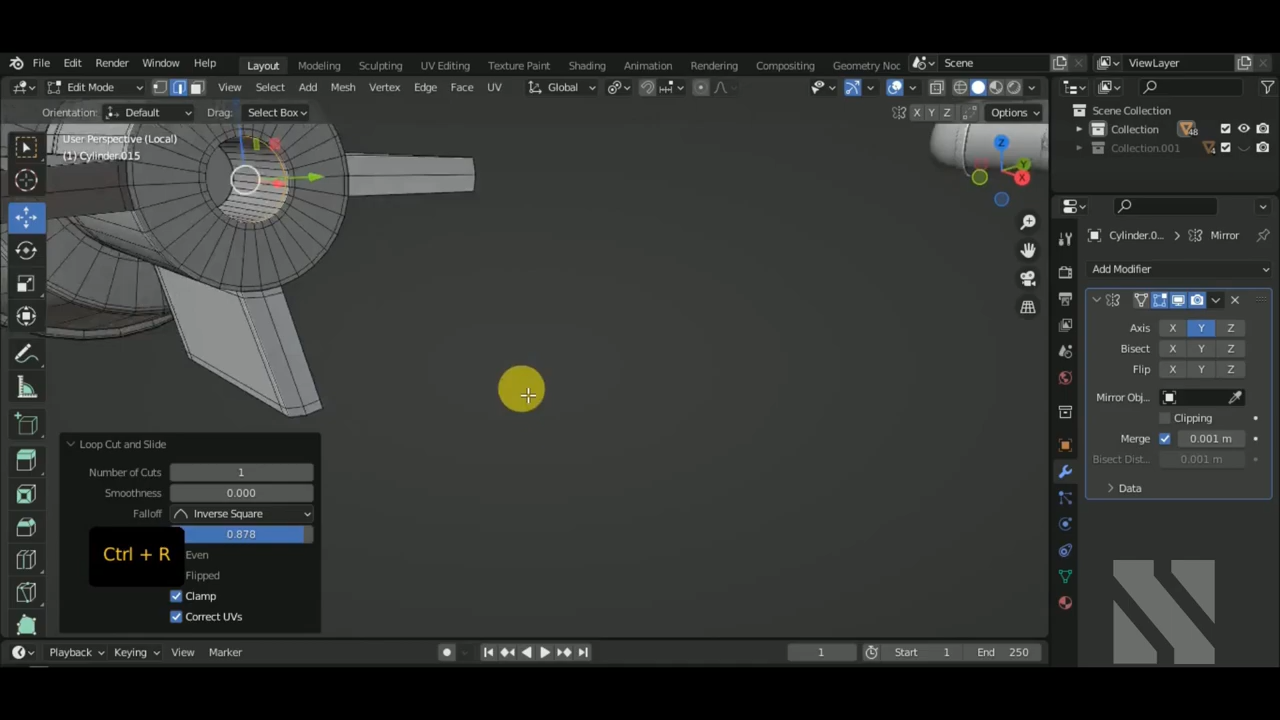 File Edit Render Window Help Layout Modeling Sculpting UV Editing Texture Paint Shading Animation Rendering Compositing Geometry Noc Scene ViewLayer
Edit Mode View Select Add Mesh Vertex Edge Face UV Global
Orientation: Default Drag: Select Box X Y Z Options
User Perspective (Local)
(1) Cylinder.015
Z
Y
X
Loop Cut and Slide
Number of Cuts 1
Smoothness 0.000
Falloff Inverse Square
0.878
Even
Flipped
Clamp
Correct UVs
Ctrl + R
Scene Collection
Collection 48
Collection.001 4
Cylinder.0... Mirror
Add Modifier
Axis X Y Z
Bisect X Y Z
Flip X Y Z
Mirror Obj...
Clipping
Merge 0.001 m
Bisect Dist... 0.001 m
Data
Playback Keying View Marker 1 Start 1 End 250